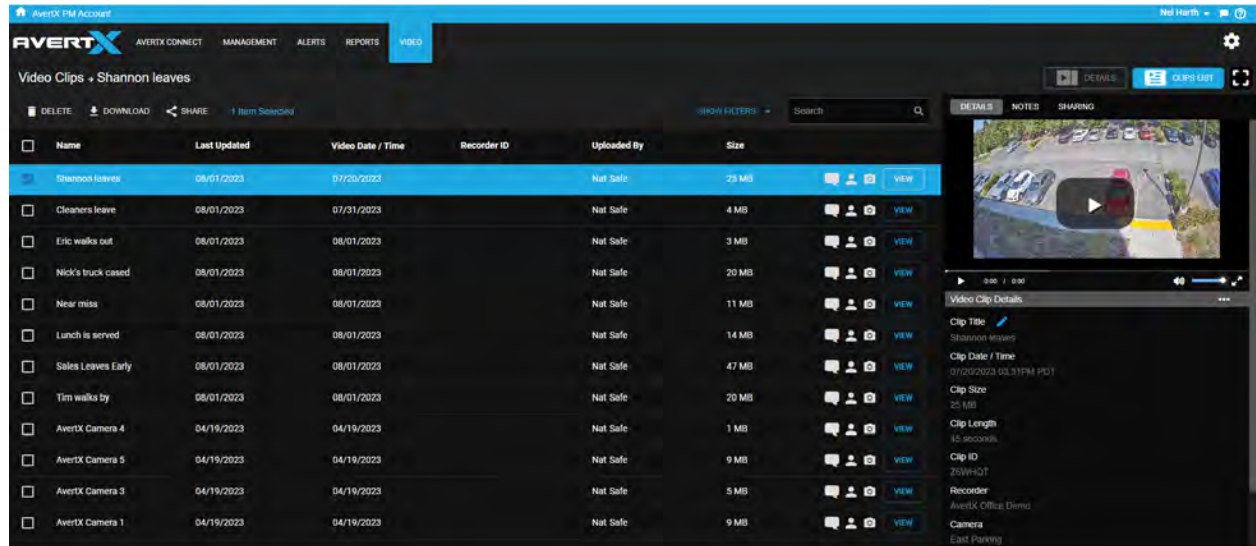 AvertX PM Account Nei Harth
AVERTX AVERTX CONNECT MANAGEMENT ALERTS REPORTS VIDEO
Video Clips Shannon leaves DETAILS CLIPS LIST
DELETE DOWNLOAD SHARE 1 Item Selected SHOW FILTERS Search DETAILS NOTES SHARING
Name Last Updated Video Date / Time Recorder ID Uploaded By Size
Shannon leaves 08/01/2023 07/20/2023 Nat Safe 25 MB VIEW
Cleaners leave 08/01/2023 07/31/2023 Nat Safe 4 MB VIEW
Eric walks out 08/01/2023 08/01/2023 Nat Safe 3 MB VIEW
Nick's truck cased 08/01/2023 08/01/2023 Nat Safe 20 MB VIEW
Near miss 08/01/2023 08/01/2023 Nat Safe 11 MB VIEW
Lunch is served 08/01/2023 08/01/2023 Nat Safe 14 MB VIEW
Sales Leaves Early 08/01/2023 08/01/2023 Nat Safe 47 MB VIEW
Tim walks by 08/01/2023 08/01/2023 Nat Safe 20 MB VIEW
AvertX Camera 4 04/19/2023 04/19/2023 Nat Safe 1 MB VIEW
AvertX Camera 5 04/19/2023 04/19/2023 Nat Safe 9 MB VIEW
AvertX Camera 3 04/19/2023 04/19/2023 Nat Safe 5 MB VIEW
AvertX Camera 1 04/19/2023 04/19/2023 Nat Safe 9 MB VIEW
0:00 / 0:00
Video Clip Details
Clip Title
Shannon leaves
Clip Date / Time
07/20/2023 03:51PM PDT
Clip Size
25 MB
Clip Length
45 seconds
Clip ID
Z6WHQT
Recorder
AvertX Office Demo
Camera
East Parking